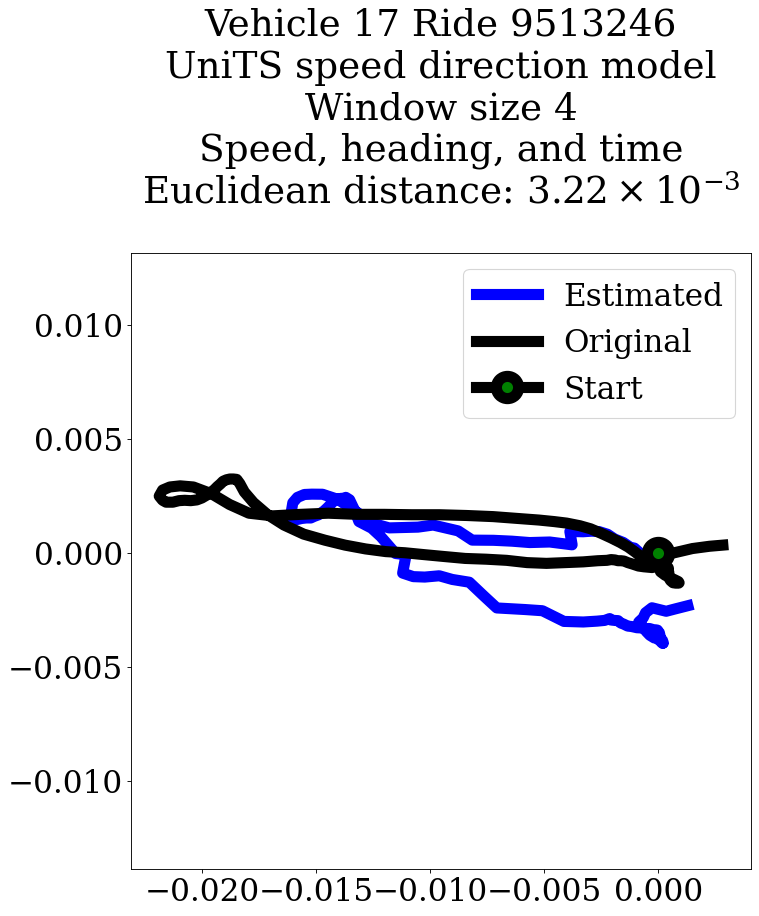 Vehicle 17 Ride 9513246
UniTS speed direction model
Window size 4
Speed, heading, and time
Euclidean distance: 3.22 × 10⁻³
Estimated
Original
Start
0.010
0.005
0.000
−0.005
−0.010
−0.020 −0.015 −0.010 −0.005 0.000